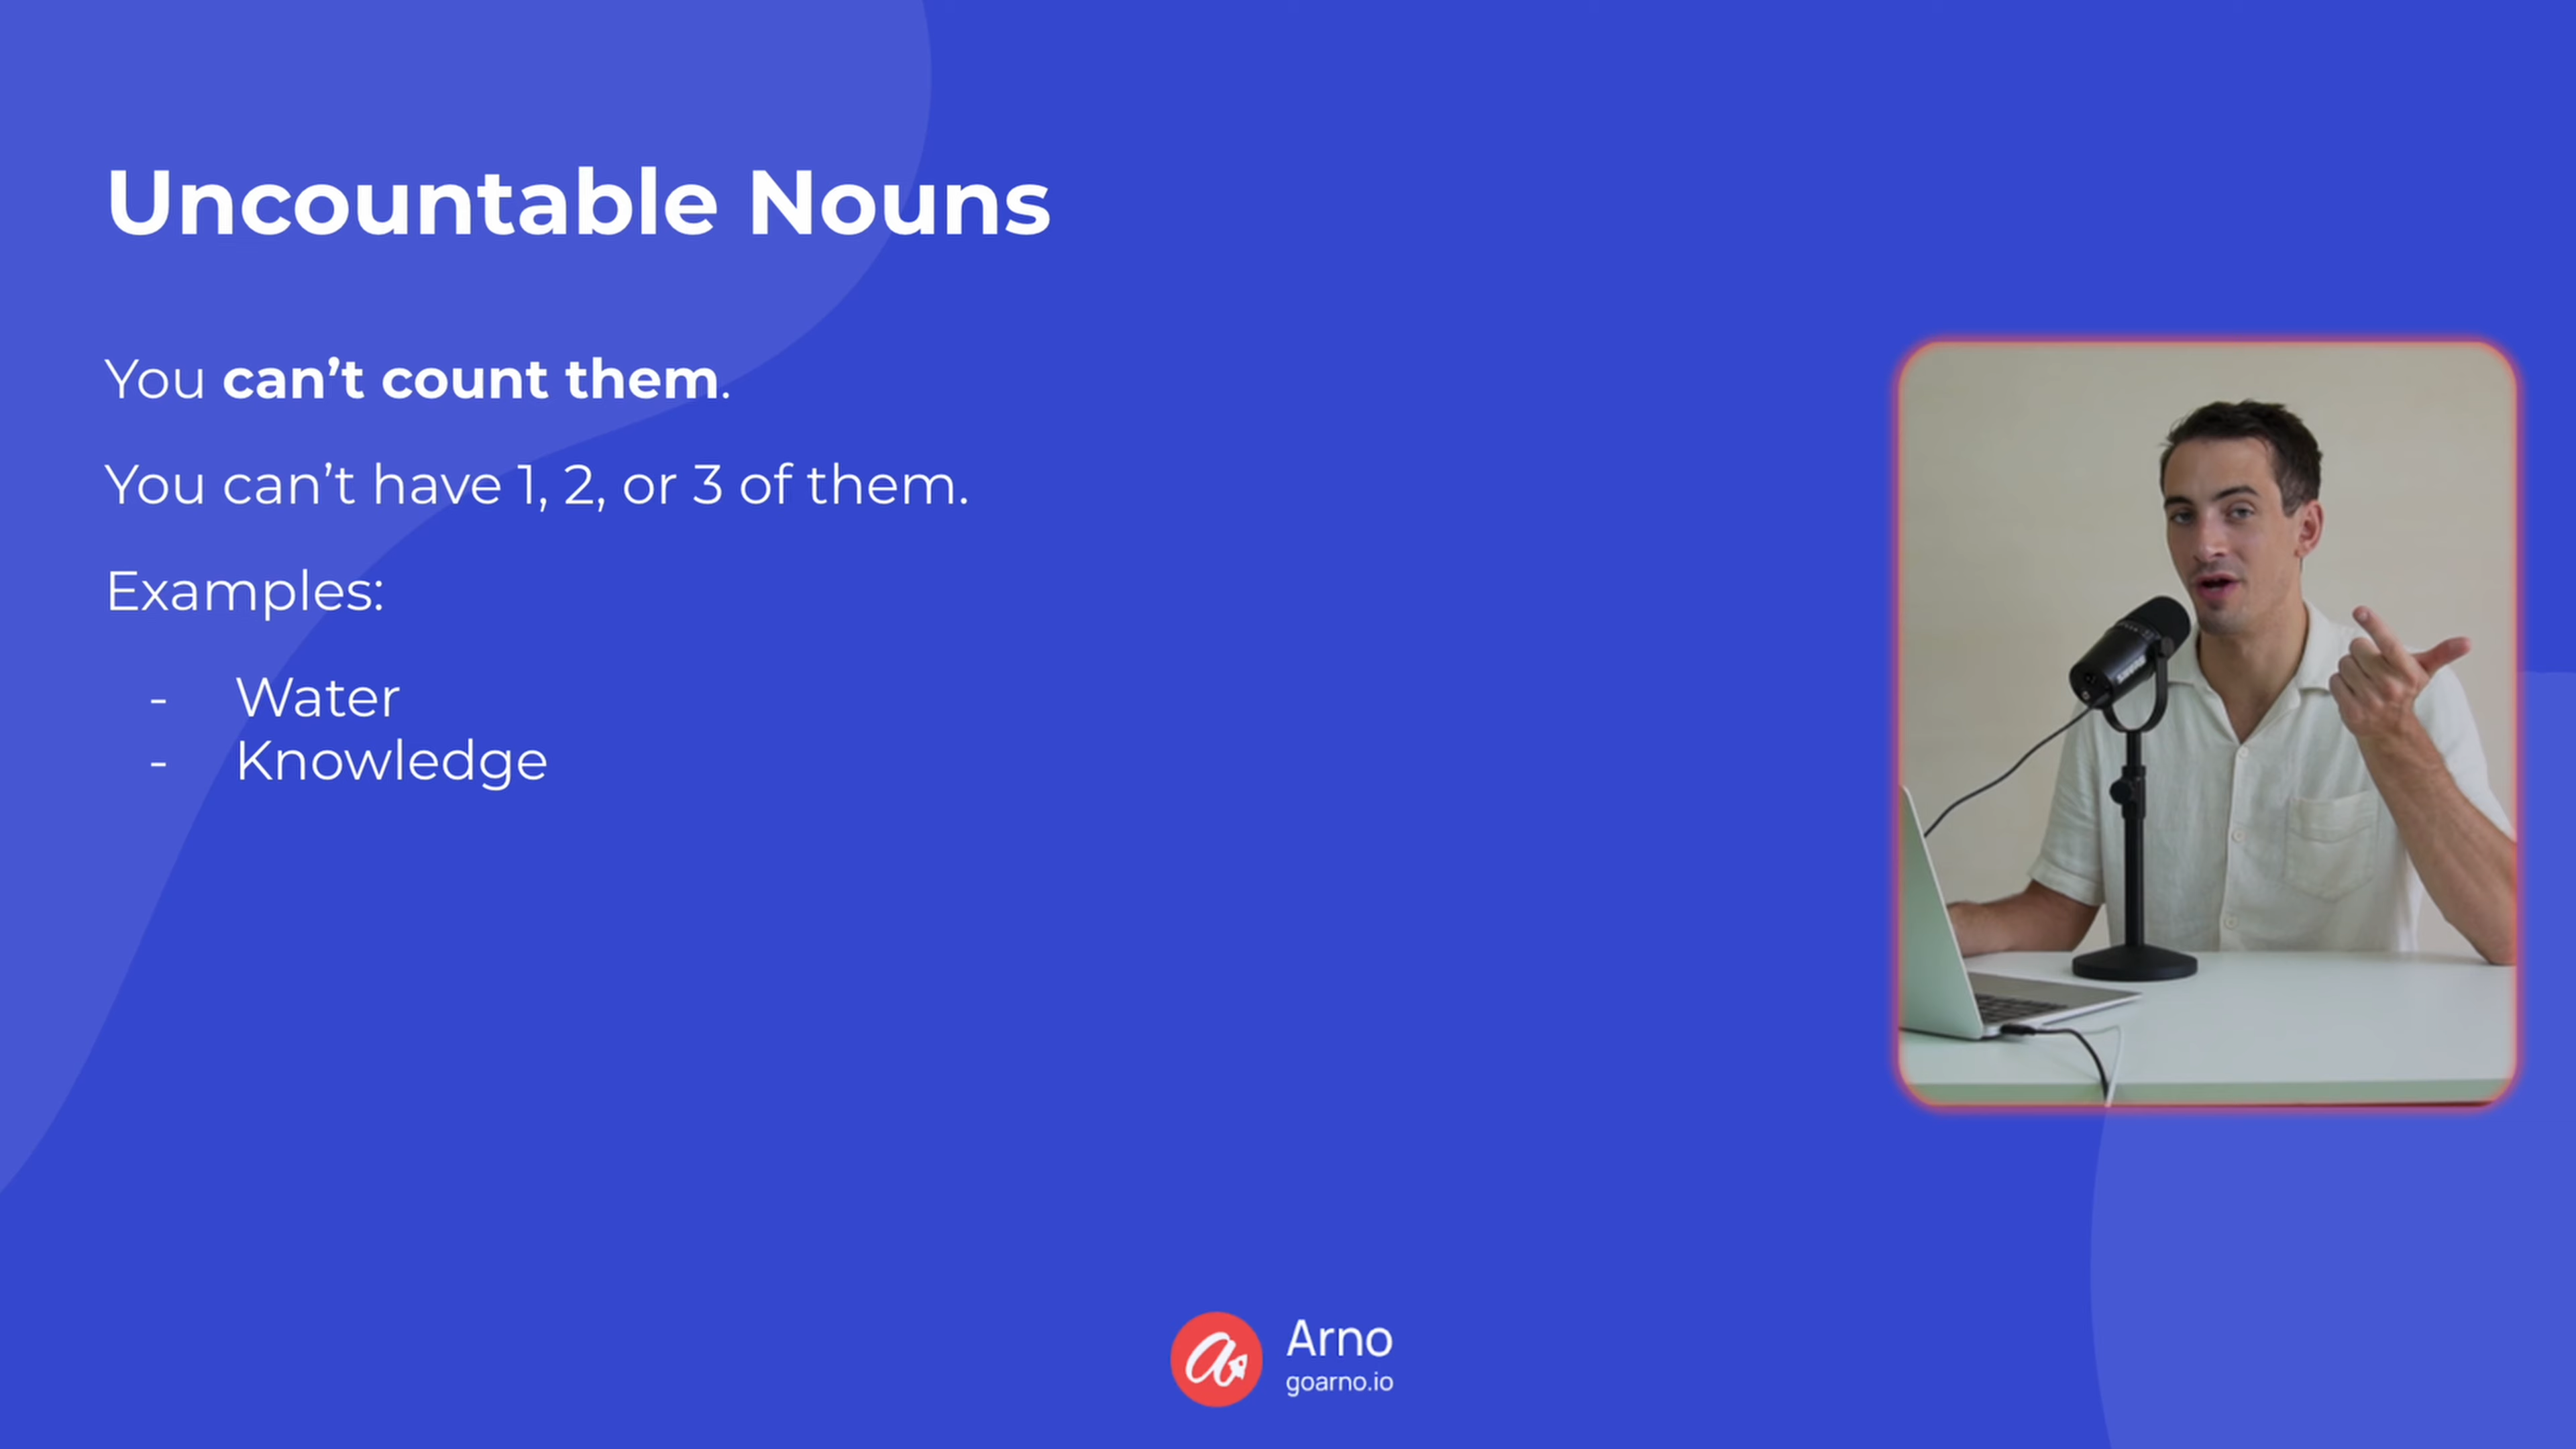 Uncountable Nouns
You can’t count them.
You can’t have 1, 2, or 3 of them.
Examples:
- Water
- Knowledge
Arno
goarno.io